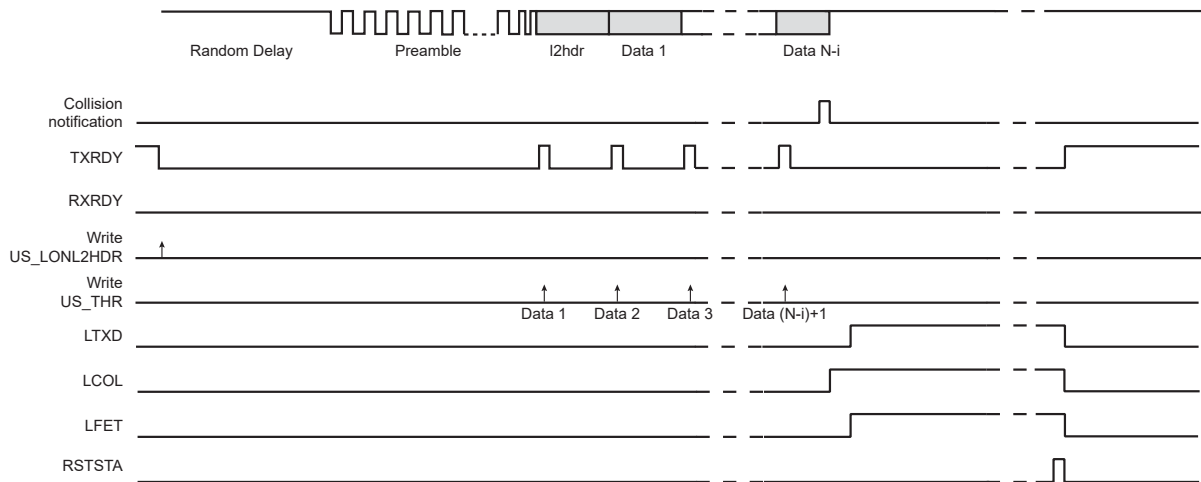 Random Delay Preamble l2hdr Data 1 Data N-i
Collision
notification
TXRDY
RXRDY
Write
US_LONL2HDR
Write
US_THR
Data 1 Data 2 Data 3 Data (N-i)+1
LTXD
LCOL
LFET
RSTSTA